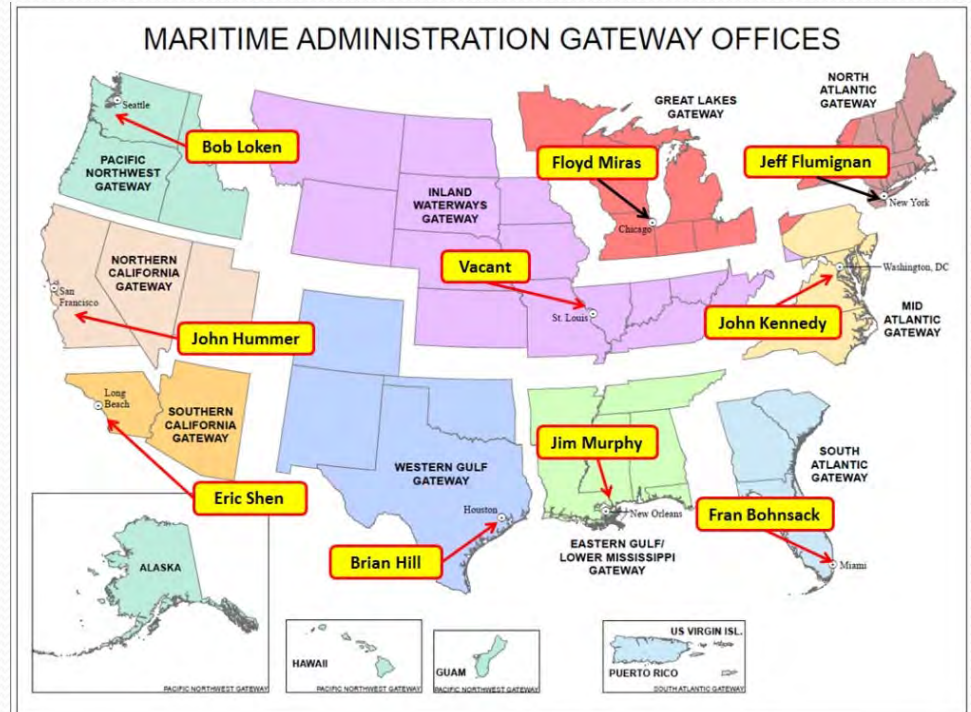 MARITIME ADMINISTRATION GATEWAY OFFICES
Seattle
Bob Loken
PACIFIC
NORTHWEST
GATEWAY
INLAND
WATERWAYS
GATEWAY
GREAT LAKES
GATEWAY
Floyd Miras
Chicago
NORTH
ATLANTIC
GATEWAY
Jeff Flumignan
New York
NORTHERN
CALIFORNIA
GATEWAY
San
Francisco
John Hummer
Vacant
St. Louis
Washington, DC
John Kennedy
MID
ATLANTIC
GATEWAY
Long
Beach
SOUTHERN
CALIFORNIA
GATEWAY
Eric Shen
WESTERN GULF
GATEWAY
Houston
Brian Hill
Jim Murphy
New Orleans
EASTERN GULF/
LOWER MISSISSIPPI
GATEWAY
SOUTH
ATLANTIC
GATEWAY
Fran Bohnsack
Miami
ALASKA
PACIFIC NORTHWEST GATEWAY
HAWAII
PACIFIC NORTHWEST GATEWAY
GUAM
PACIFIC NORTHWEST GATEWAY
US VIRGIN ISL.
PUERTO RICO
SOUTH ATLANTIC GATEWAY